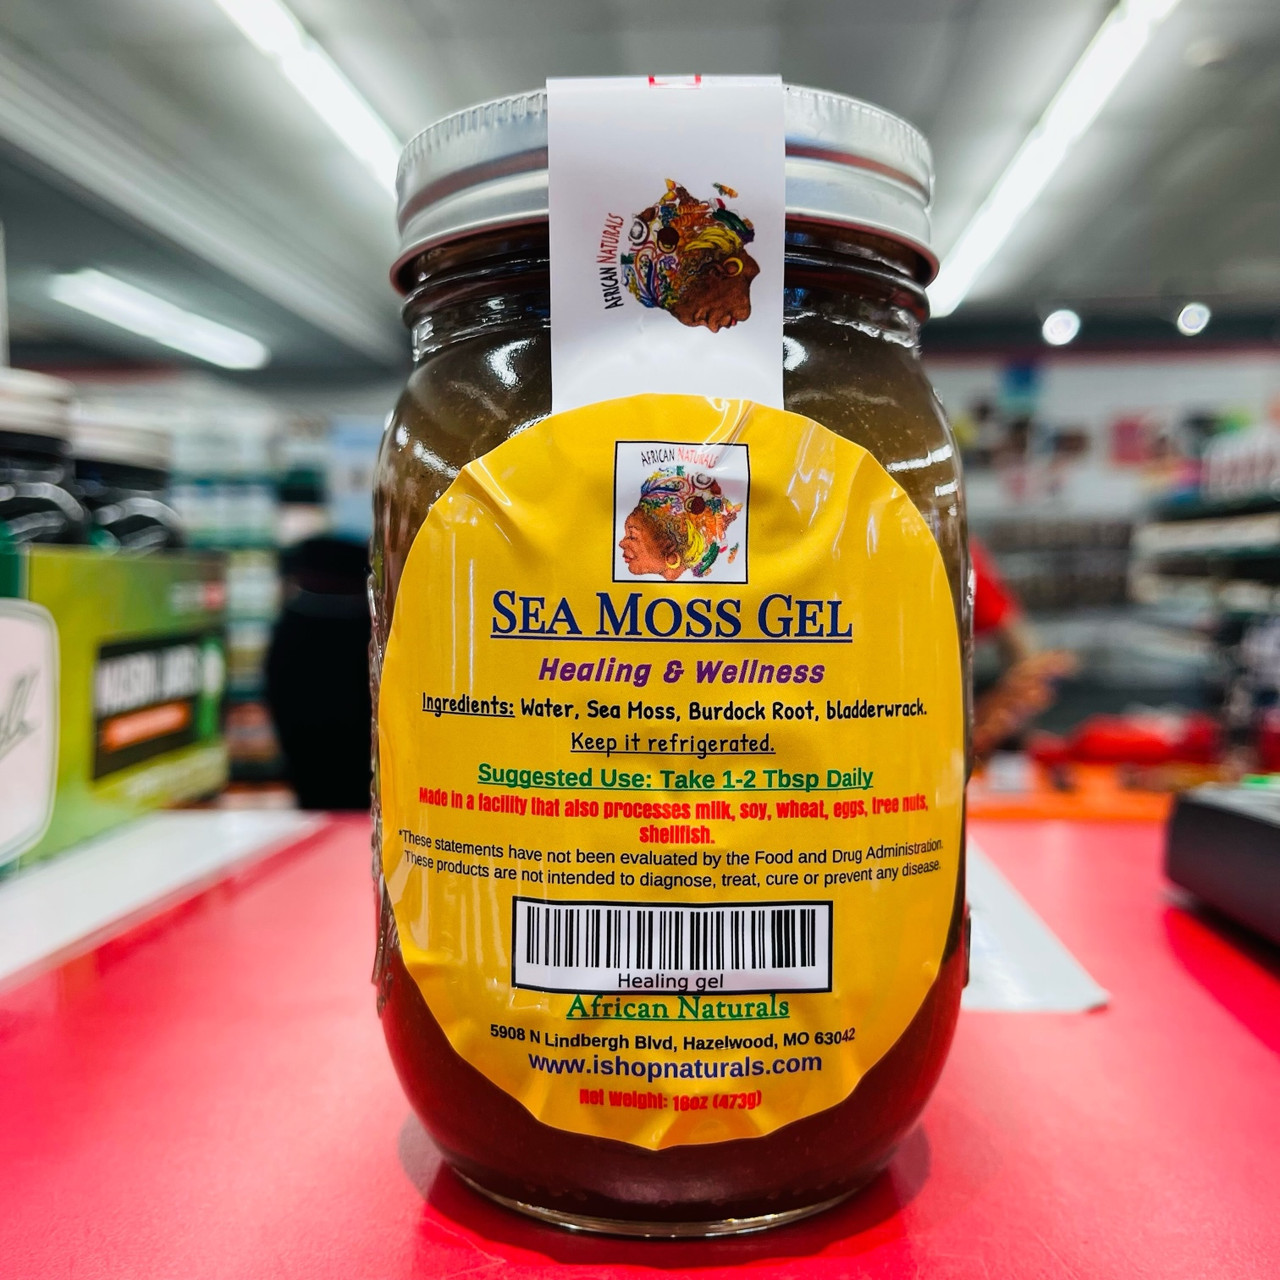 AFRICAN NATURALS
AFRICAN NATURALS
SEA MOSS GEL
Healing & Wellness
Ingredients: Water, Sea Moss, Burdock Root, bladderwrack.
Keep it refrigerated.
Suggested Use: Take 1-2 Tbsp Daily
Made in a facility that also processes milk, soy, wheat, eggs, tree nuts,
shellfish.
*These statements have not been evaluated by the Food and Drug Administration.
These products are not intended to diagnose, treat, cure or prevent any disease.
Healing gel
African Naturals
5908 N Lindbergh Blvd, Hazelwood, MO 63042
www.ishopnaturals.com
Net Weight: 16oz (473g)